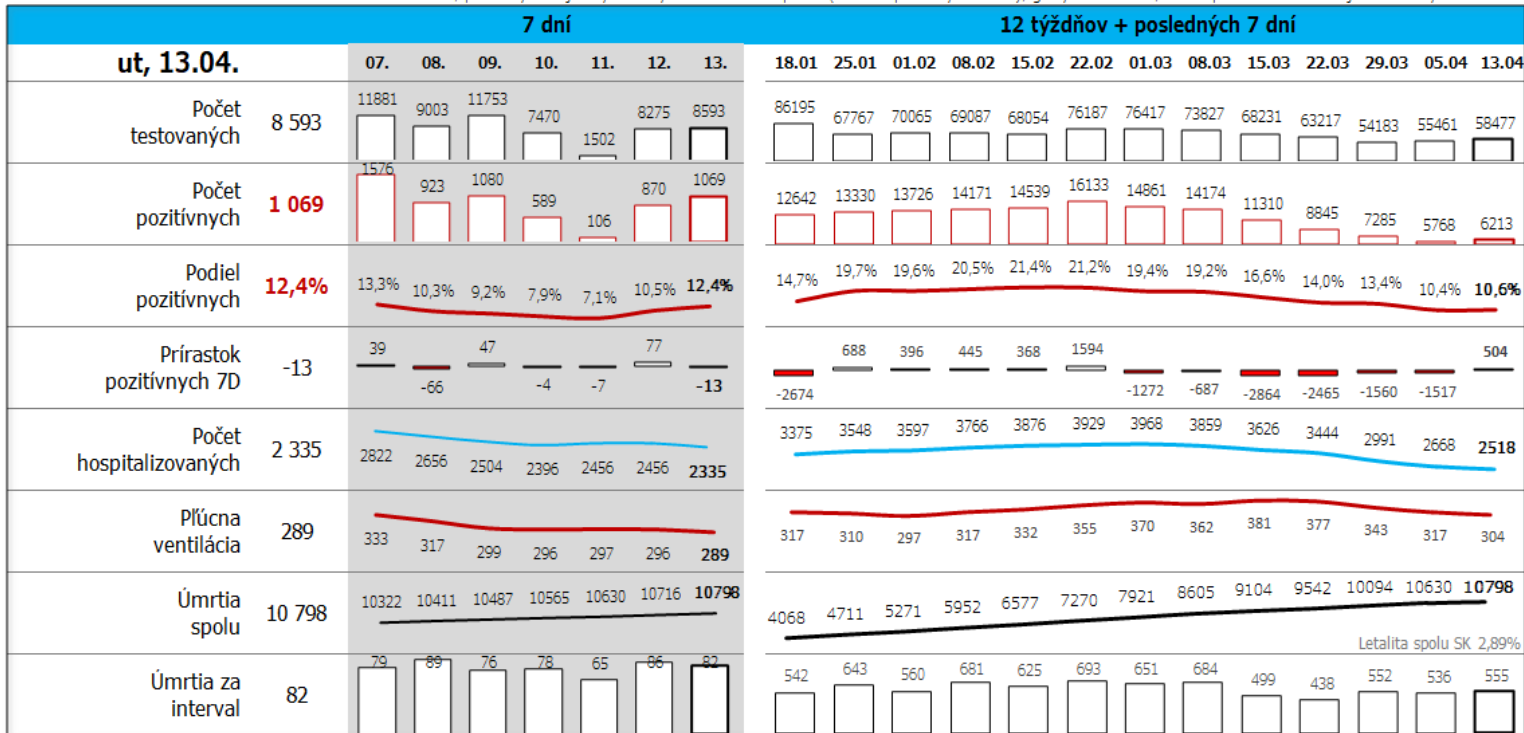 7 dní
12 týždňov + posledných 7 dní
ut, 13.04.
07. 08. 09. 10. 11. 12. 13.
18.01 25.01 01.02 08.02 15.02 22.02 01.03 08.03 15.03 22.03 29.03 05.04 13.04
Počet
testovaných
8 593
11881 9003 11753 7470 1502 8275 8593
86195 67767 70065 69087 68054 76187 76417 73827 68231 63217 54183 55461 58477
Počet
pozitívnych
1 069
1576 923 1080 589 106 870 1069
12642 13330 13726 14171 14539 16133 14861 14174 11310 8845 7285 5768 6213
Podiel
pozitívnych
12,4%
13,3% 10,3% 9,2% 7,9% 7,1% 10,5% 12,4%
14,7% 19,7% 19,6% 20,5% 21,4% 21,2% 19,4% 19,2% 16,6% 14,0% 13,4% 10,4% 10,6%
Prírastok
pozitívnych 7D
-13
39 -66 47 -4 -7 77 -13
-2674 688 396 445 368 1594 -1272 -687 -2864 -2465 -1560 -1517 504
Počet
hospitalizovaných
2 335
2822 2656 2504 2396 2456 2456 2335
3375 3548 3597 3766 3876 3929 3968 3859 3626 3444 2991 2668 2518
Pľúcna
ventilácia
289
333 317 299 296 297 296 289
317 310 297 317 332 355 370 362 381 377 343 317 304
Úmrtia
spolu
10 798
10322 10411 10487 10565 10630 10716 10798
4068 4711 5271 5952 6577 7270 7921 8605 9104 9542 10094 10630 10798
Letalita spolu SK 2,89%
Úmrtia za
interval
82
79 89 76 78 65 86 82
542 643 560 681 625 693 651 684 499 438 552 536 555